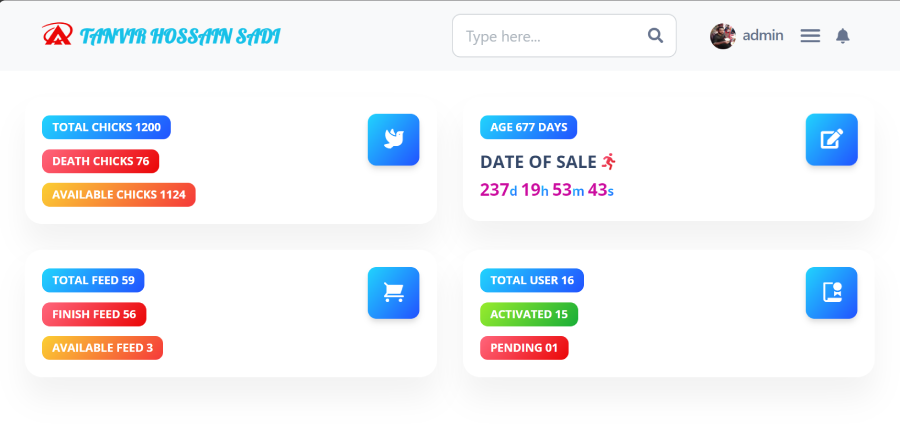 TANVIR HOSSAIN SADI
Type here...
admin
TOTAL CHICKS 1200
DEATH CHICKS 76
AVAILABLE CHICKS 1124
AGE 677 DAYS
DATE OF SALE
237d 19h 53m 43s
TOTAL FEED 59
FINISH FEED 56
AVAILABLE FEED 3
TOTAL USER 16
ACTIVATED 15
PENDING 01